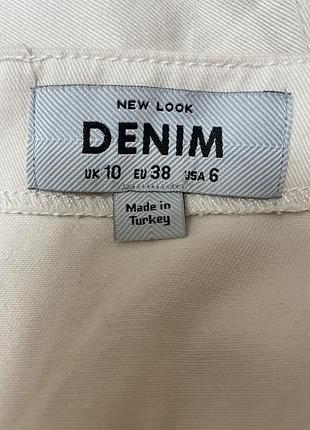 NEW LOOK
DENIM
UK 10 EU 38 USA 6
Made in
Turkey